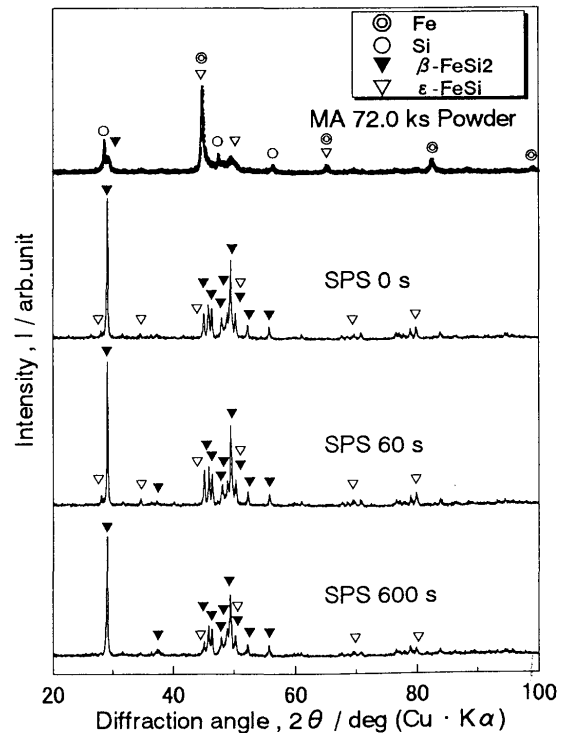 Fe
Si
β-FeSi2
ε-FeSi
MA 72.0 ks Powder
SPS 0 s
SPS 60 s
SPS 600 s
Intensity , I / arb.unit
20 40 60 80 100
Diffraction angle , 2θ / deg (Cu · Kα)